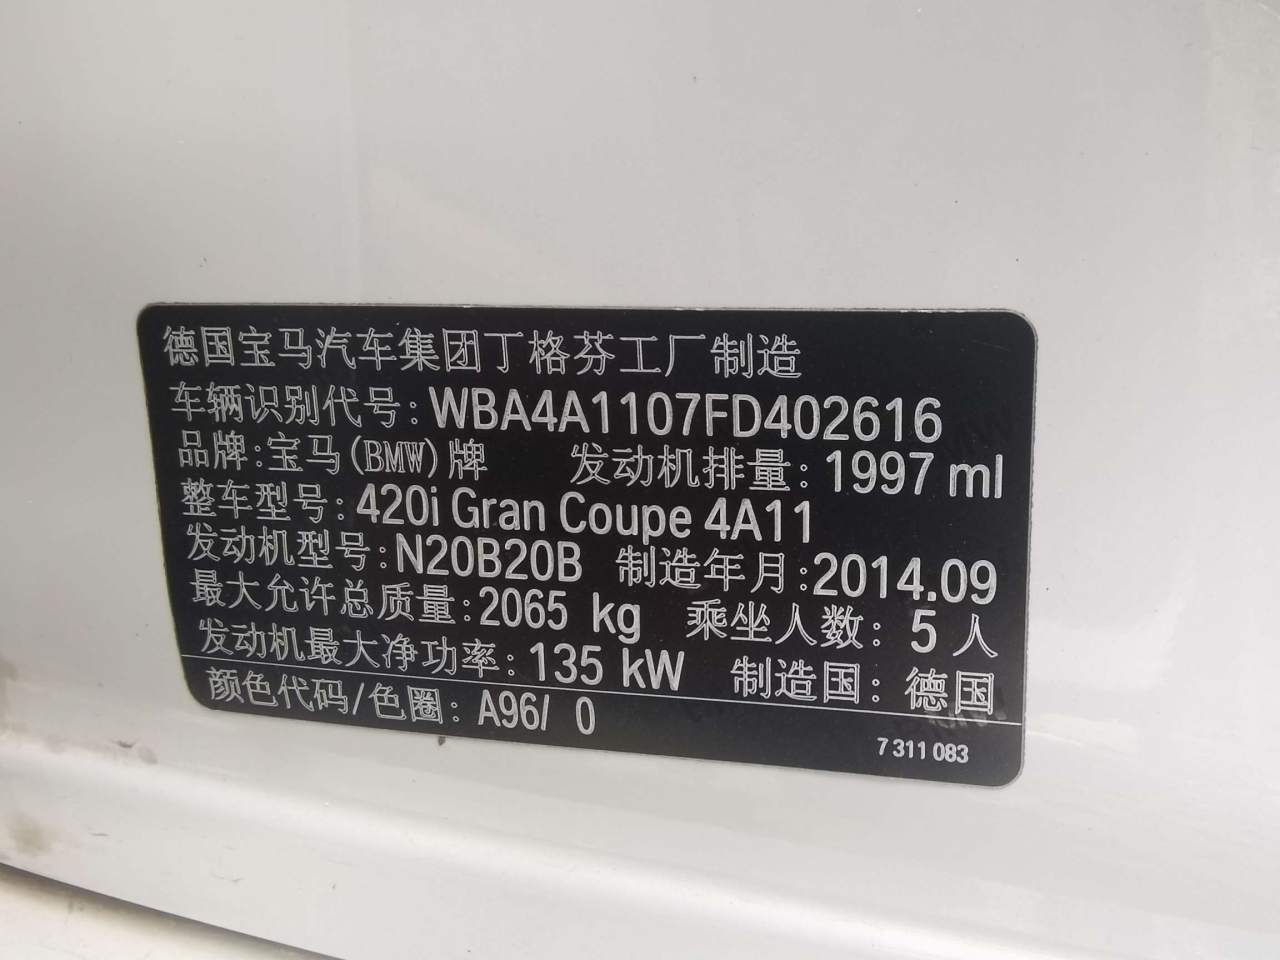 德国宝马汽车集团丁格芬工厂制造
车辆识别代号: WBA4A1107FD402616
品牌:宝马(BMW)牌 发动机排量: 1997 ml
整车型号: 420i Gran Coupe 4A11
发动机型号: N20B20B 制造年月:2014.09
最大允许总质量: 2065 kg 乘坐人数: 5 人
发动机最大净功率: 135 kW 制造国: 德国
颜色代码/色圈: A96/ 0
7 311 083